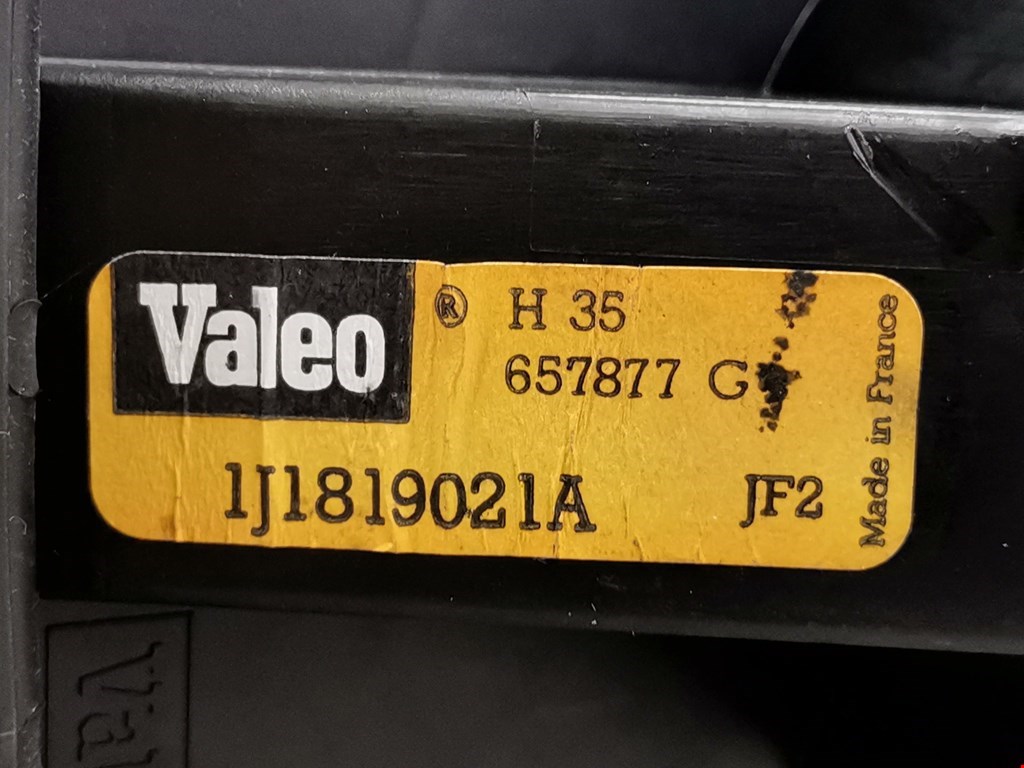 Valeo ® H 35
657877 G
1J1819021A JF2
Made in France